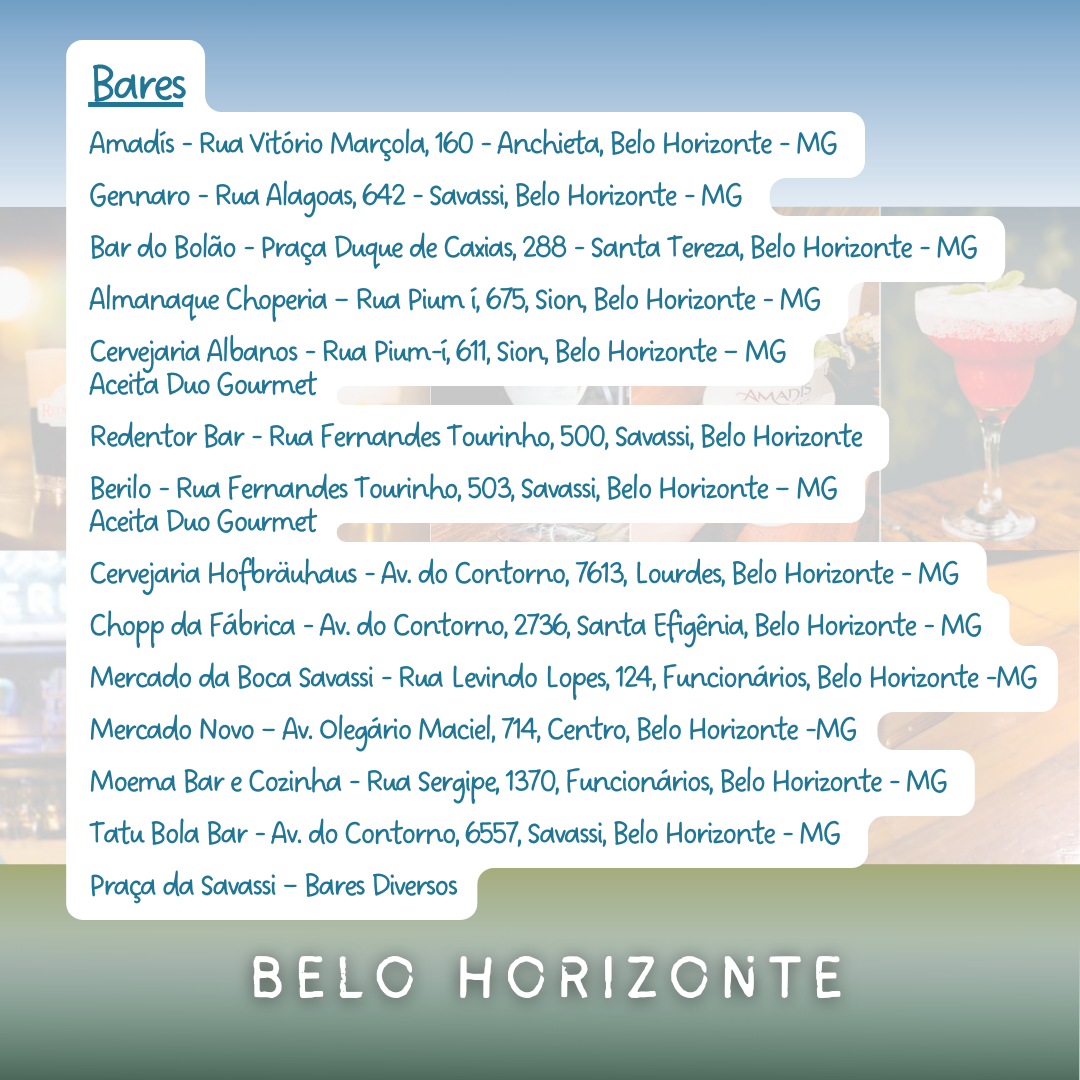 Bares
Amadís - Rua Vitório Marçola, 160 - Anchieta, Belo Horizonte - MG
Gennaro - Rua Alagoas, 642 - Savassi, Belo Horizonte - MG
Bar do Bolão - Praça Duque de Caxias, 288 - Santa Tereza, Belo Horizonte - MG
Almanaque Choperia – Rua Pium í, 675, Sion, Belo Horizonte - MG
Cervejaria Albanos - Rua Pium-í, 611, Sion, Belo Horizonte – MG
Aceita Duo Gourmet
AMADIS
Redentor Bar - Rua Fernandes Tourinho, 500, Savassi, Belo Horizonte
Berilo - Rua Fernandes Tourinho, 503, Savassi, Belo Horizonte – MG
Aceita Duo Gourmet
Cervejaria Hofbräuhaus - Av. do Contorno, 7613, Lourdes, Belo Horizonte - MG
Chopp da Fábrica - Av. do Contorno, 2736, Santa Efigênia, Belo Horizonte - MG
Mercado da Boca Savassi - Rua Levindo Lopes, 124, Funcionários, Belo Horizonte -MG
Mercado Novo – Av. Olegário Maciel, 714, Centro, Belo Horizonte -MG
Moema Bar e Cozinha - Rua Sergipe, 1370, Funcionários, Belo Horizonte - MG
Tatu Bola Bar - Av. do Contorno, 6557, Savassi, Belo Horizonte - MG
Praça da Savassi – Bares Diversos
BELO HORIZONTE